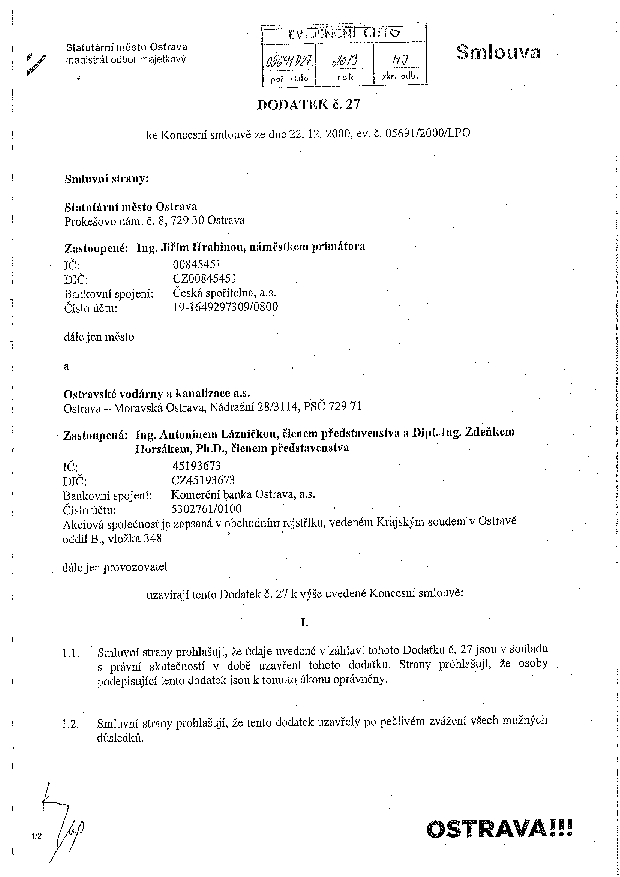 Statutární město Ostrava
magistrát odbor majetkový
EVIDENČNÍ ČÍSLO
2013
MJ
poř. číslo
rok
zkr. odb.
Smlouva
DODATEK č. 27
ke Koncesní smlouvě ze dne 22. 12. 2000, ev. č. 05691/2000/LPO
Smluvní strany:
Statutární město Ostrava
Prokešovo nám. č. 8, 729 30 Ostrava
Zastoupené: Ing. Jiřím Hrabinou, náměstkem primátora
IČ: 00845451
DIČ: CZ00845451
Bankovní spojení: Česká spořitelna, a.s.
Číslo účtu: 19-1649297309/0800
dále jen město
a
Ostravské vodárny a kanalizace a.s.
Ostrava – Moravská Ostrava, Nádražní 28/3114, PSČ 729 71
Zastoupená: Ing. Antonínem Lázničkou, členem představenstva a Dipl. Ing. Zdeňkem
Horsákem, Ph.D., členem představenstva
IČ: 45193673
DIČ: CZ45193673
Bankovní spojení: Komerční banka Ostrava, a.s.
Číslo účtu: 5302761/0100
Akciová společnost je zapsaná v obchodním rejstříku, vedeném Krajským soudem v Ostravě
oddíl B., vložka 348
dále jen provozovatel
uzavírají tento Dodatek č. 27 k výše uvedené Koncesní smlouvě:
I.
1.1. Smluvní strany prohlašují, že údaje uvedené v záhlaví tohoto Dodatku č. 27 jsou v souladu
s právní skutečností v době uzavření tohoto dodatku. Strany prohlašují, že osoby
podepisující tento dodatek jsou k tomuto úkonu oprávněny.
1.2. Smluvní strany prohlašují, že tento dodatek uzavřely po pečlivém zvážení všech možných
důsledků.
1/2
OSTRAVA!!!